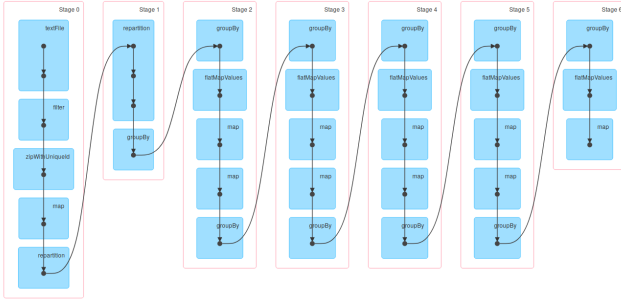 Stage 0
textFile
filter
zipWithUniqueId
map
repartition
Stage 1
repartition
groupBy
Stage 2
groupBy
flatMapValues
map
map
groupBy
Stage 3
groupBy
flatMapValues
map
map
groupBy
Stage 4
groupBy
flatMapValues
map
map
groupBy
Stage 5
groupBy
flatMapValues
map
map
groupBy
Stage 6
groupBy
flatMapValues
map